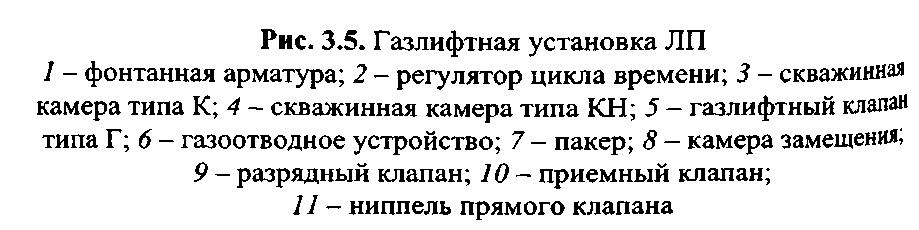 Рис. 3.5. Газлифтная установка ЛП
1 – фонтанная арматура; 2 – регулятор цикла времени; 3 – скважинная
камера типа К; 4 – скважинная камера типа КН; 5 – газлифтный клапан
типа Г; 6 – газоотводное устройство; 7 – пакер; 8 – камера замещения;
9 – разрядный клапан; 10 – приемный клапан;
11 – ниппель прямого клапана